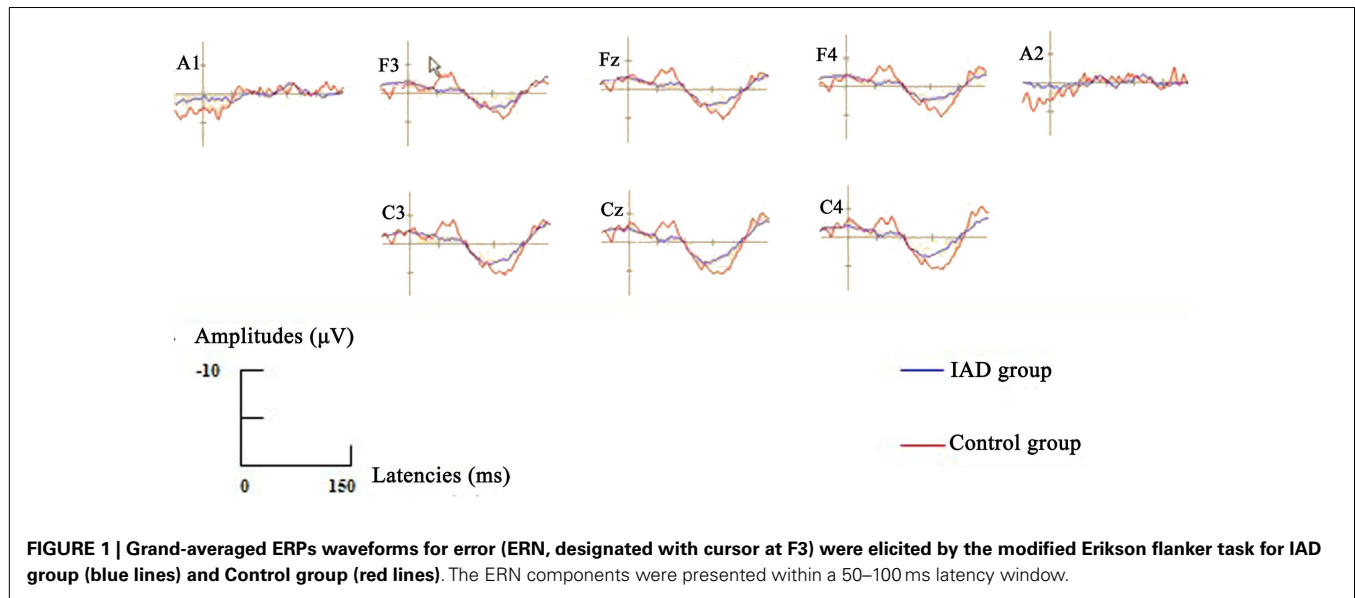 A1
F3
Fz
F4
A2
C3
Cz
C4
Amplitudes (µV)
-10
0
150
Latencies (ms)
IAD group
Control group
FIGURE 1 | Grand-averaged ERPs waveforms for error (ERN, designated with cursor at F3) were elicited by the modified Erikson flanker task for IAD
group (blue lines) and Control group (red lines). The ERN components were presented within a 50–100 ms latency window.